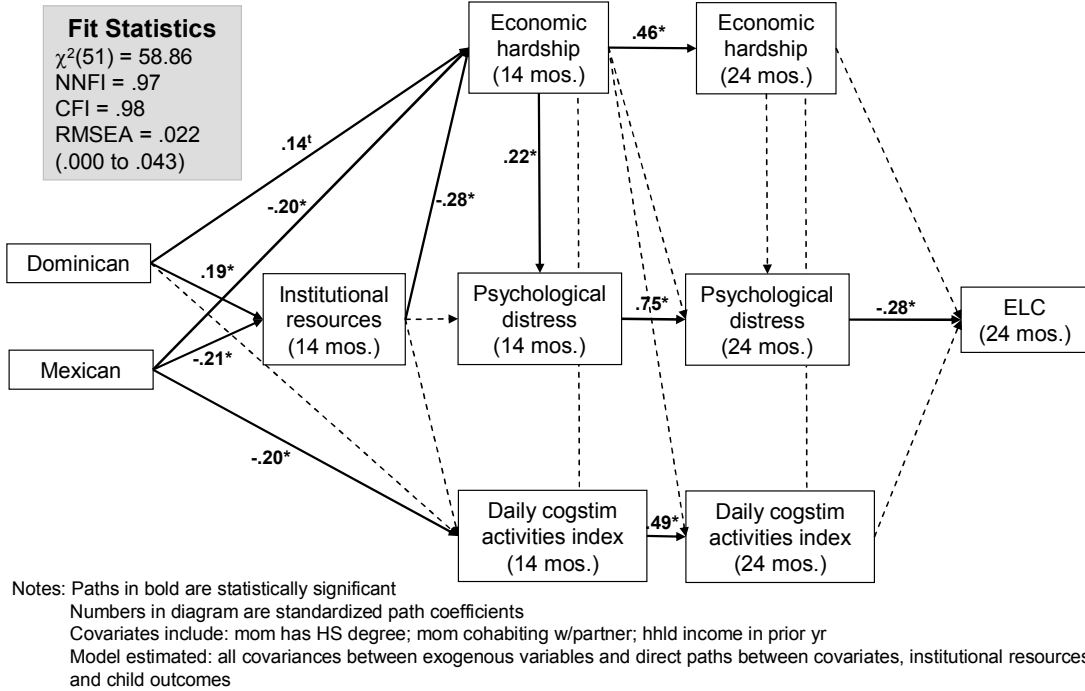 Fit Statistics
χ²(51) = 58.86
NNFI = .97
CFI = .98
RMSEA = .022
(.000 to .043)
Economic
hardship
(14 mos.)
.46*
Economic
hardship
(24 mos.)
.14ᵗ
-.20*
-.28*
.22*
Dominican
.19*
Institutional
resources
(14 mos.)
Psychological
distress
(14 mos.)
.75*
Psychological
distress
(24 mos.)
-.28*
ELC
(24 mos.)
Mexican
-.21*
-.20*
Daily cogstim
activities index
(14 mos.)
.49*
Daily cogstim
activities index
(24 mos.)
Notes: Paths in bold are statistically significant
Numbers in diagram are standardized path coefficients
Covariates include: mom has HS degree; mom cohabiting w/partner; hhld income in prior yr
Model estimated: all covariances between exogenous variables and direct paths between covariates, institutional resources
and child outcomes